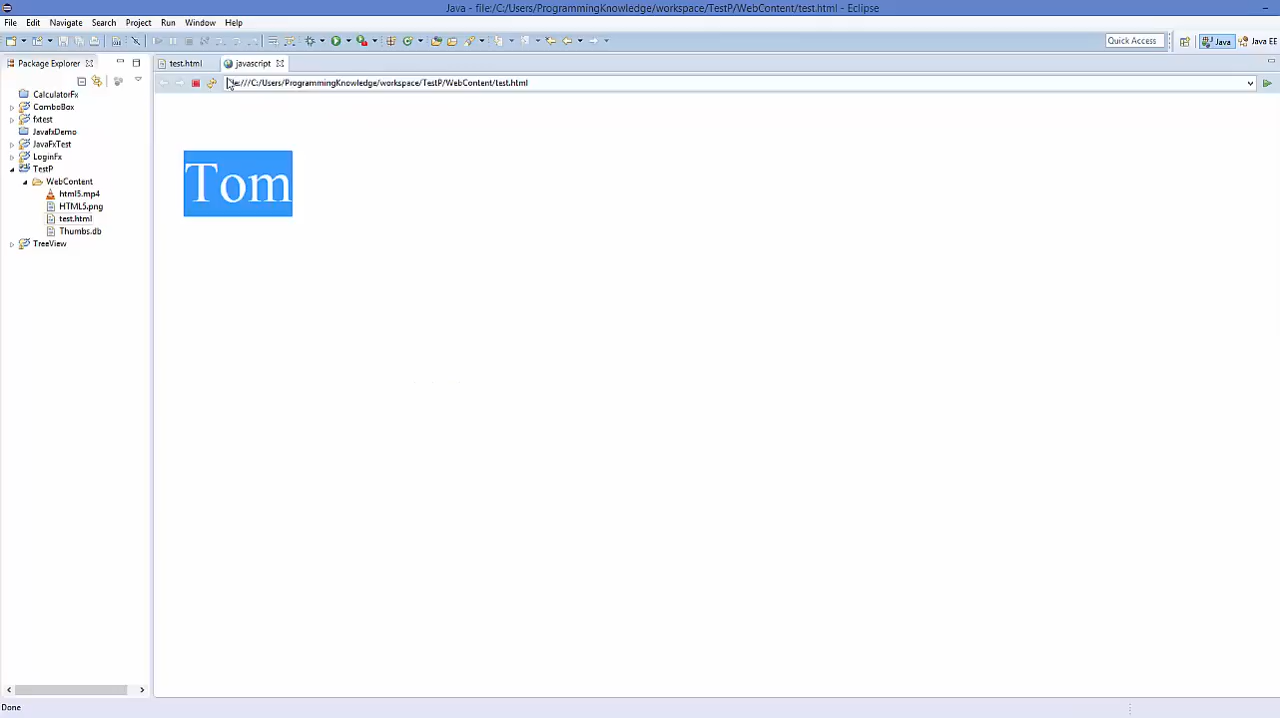 Java - file:/C:/Users/ProgrammingKnowledge/workspace/TestP/WebContent/test.html - Eclipse
File Edit Navigate Search Project Run Window Help
Quick Access Java Java EE
Package Explorer
test.html javascript
///C:/Users/ProgrammingKnowledge/workspace/TestP/WebContent/test.html
CalculatorFx
ComboBox
fxtest
JavafxDemo
JavaFxTest
LoginFx
TestP
WebContent
html5.mp4
HTML5.png
test.html
Thumbs.db
TreeView
Tom
Done